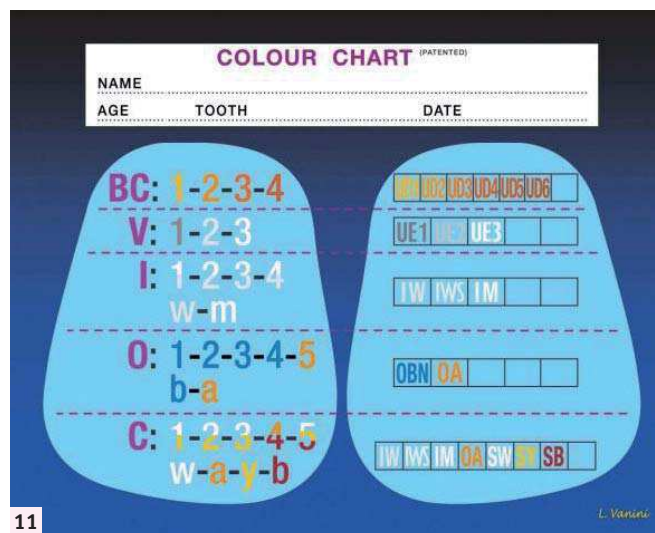 COLOUR CHART (PATENTED)
NAME
AGE TOOTH DATE
BC: 1-2-3-4
V: 1-2-3
I: 1-2-3-4
w-m
O: 1-2-3-4-5
b-a
C: 1-2-3-4-5
w-a-y-b
UD1 UD2 UD3 UD4 UD5 UD6
UE1 UE2 UE3
IW IWS IM
OBN OA
IW IWS IM OA SW SY SB
L. Vanini
11